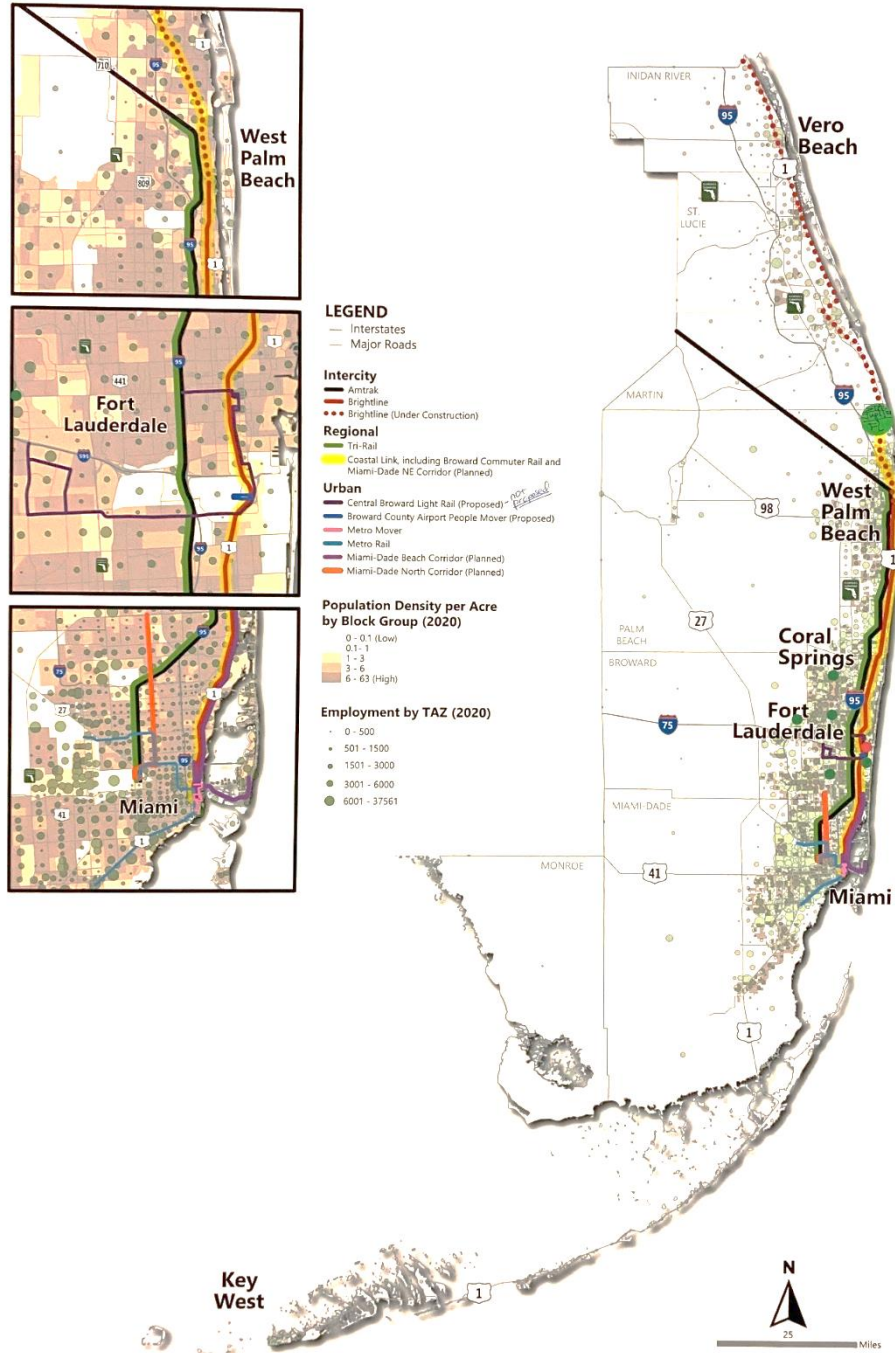 710
95
1
West
Palm
Beach
809
95
1
1
95
441
Fort
Lauderdale
595
95
1
95
75
1
27
95
41
Miami
1
LEGEND
Interstates
Major Roads
Intercity
Amtrak
Brightline
Brightline (Under Construction)
Regional
Tri-Rail
Coastal Link, including Broward Commuter Rail and
Miami-Dade NE Corridor (Planned)
Urban
Central Broward Light Rail (Proposed) - not
proposed
Broward County Airport People Mover (Proposed)
Metro Mover
Metro Rail
Miami-Dade Beach Corridor (Planned)
Miami-Dade North Corridor (Planned)
Population Density per Acre
by Block Group (2020)
0 - 0.1 (Low)
0.1- 1
1 - 3
3 - 6
6 - 63 (High)
Employment by TAZ (2020)
0 - 500
501 - 1500
1501 - 3000
3001 - 6000
6001 - 37561
INIDAN RIVER
95
Vero
Beach
1
ST.
LUCIE
95
MARTIN
West
Palm
Beach
98
1
PALM
BEACH
27
Coral
Springs
BROWARD
95
Fort
Lauderdale
75
MIAMI-DADE
MONROE
41
Miami
1
Key
West
1
N
25
Miles